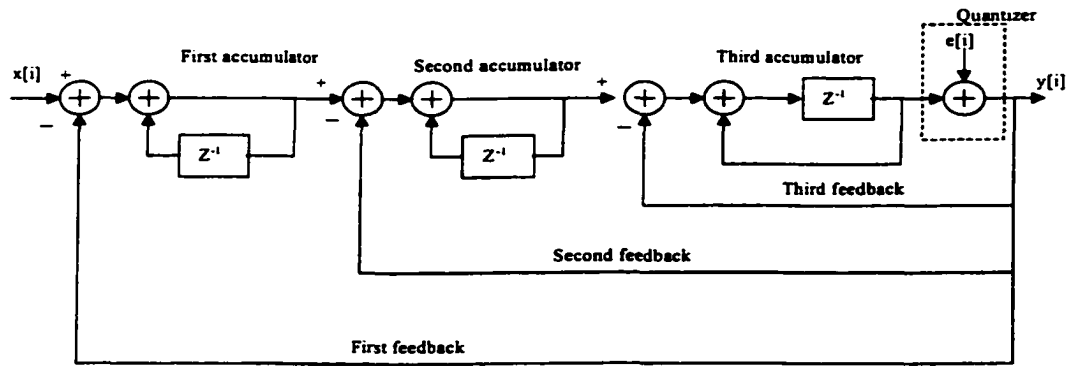 Quantizer
e[i]
First accumulator
Second accumulator
Third accumulator
x[i]
+
+
+
y[i]
+
+
+
+
+
+
Z⁻¹
+
−
−
−
Z⁻¹
Z⁻¹
Third feedback
Second feedback
First feedback